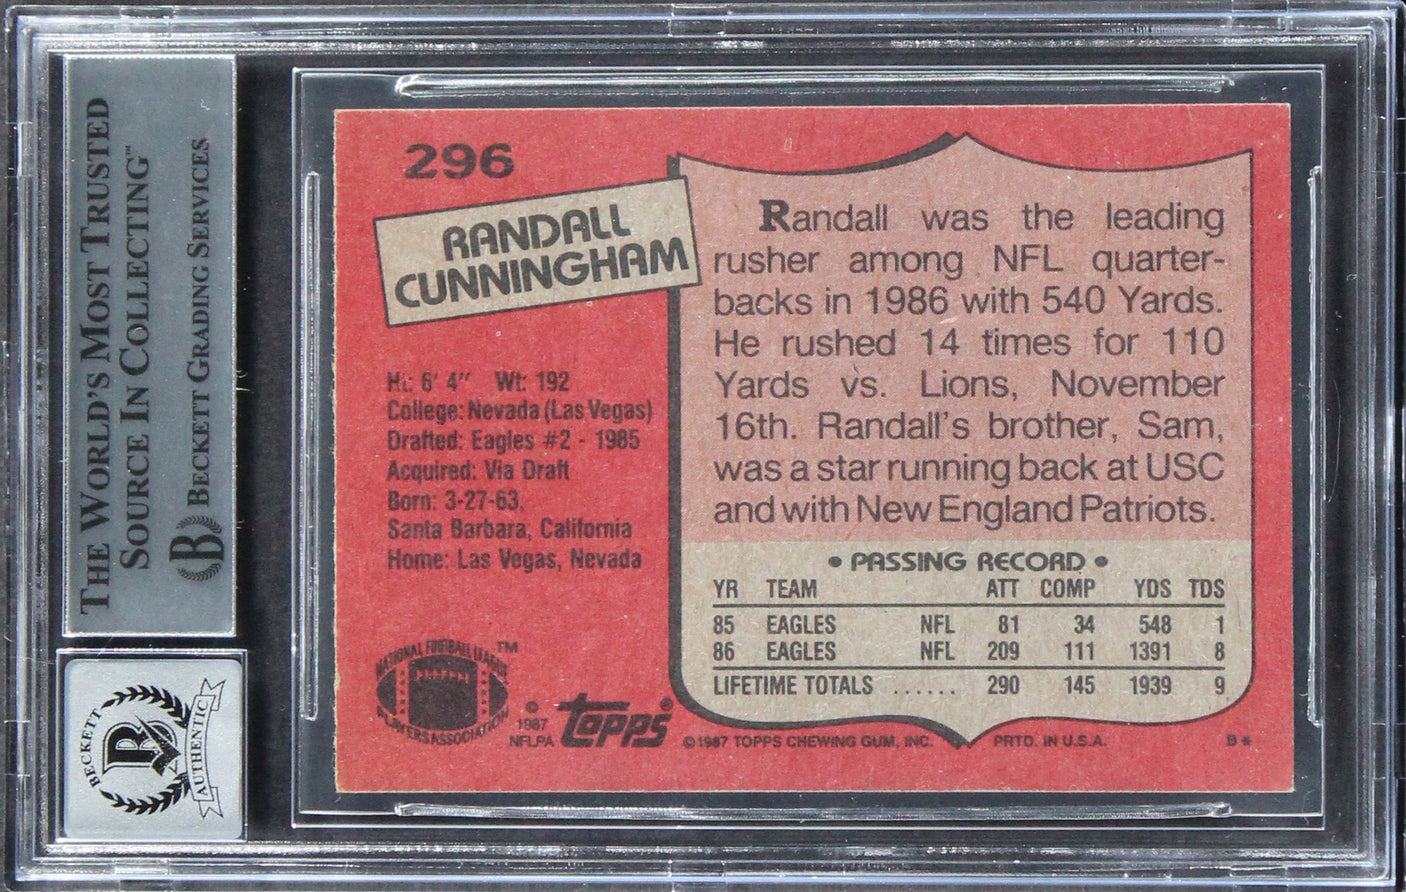 THE WORLD'S MOST TRUSTED
SOURCE IN COLLECTING™
BECKETT GRADING SERVICES
BECKETT
AUTHENTIC
296
RANDALL
CUNNINGHAM
Ht: 6' 4" Wt: 192
College: Nevada (Las Vegas)
Drafted: Eagles #2 - 1985
Acquired: Via Draft
Born: 3-27-63,
Santa Barbara, California
Home: Las Vegas, Nevada
NATIONAL FOOTBALL LEAGUE ™
PLAYERS ASSOCIATION
© 1987
NFLPA
Topps®
Randall was the leading
rusher among NFL quarter-
backs in 1986 with 540 Yards.
He rushed 14 times for 110
Yards vs. Lions, November
16th. Randall's brother, Sam,
was a star running back at USC
and with New England Patriots.
• PASSING RECORD •
YR TEAM ATT COMP YDS TDS
85 EAGLES NFL 81 34 548 1
86 EAGLES NFL 209 111 1391 8
LIFETIME TOTALS ...... 290 145 1939 9
©1987 TOPPS CHEWING GUM, INC. PRTD. IN U.S.A. B*